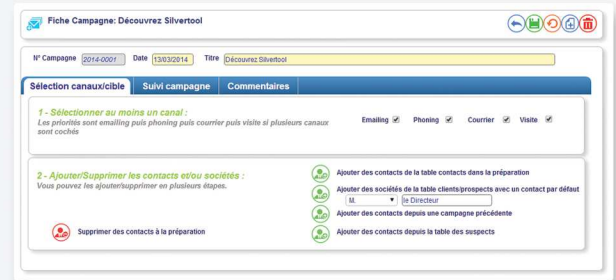 Fiche Campagne: Découvrez Silvertool
N° Campagne 2014-0001 Date 13/03/2014 Titre Découvrez Silvertool
Sélection canaux/cible Suivi campagne Commentaires
1 - Sélectionner au moins un canal :
Les priorités sont emailing puis phoning puis courrier puis visite si plusieurs canaux
sont cochés
Emailing Phoning Courrier Visite
2 - Ajouter/Supprimer les contacts et/ou sociétés :
Vous pouvez les ajouter/supprimer en plusieurs étapes.
Supprimer des contacts à la préparation
Ajouter des contacts de la table contacts dans la préparation
Ajouter des sociétés de la table clients/prospects avec un contact par défaut
M. le Directeur
Ajouter des contacts depuis une campagne précédente
Ajouter des contacts depuis la table des suspects